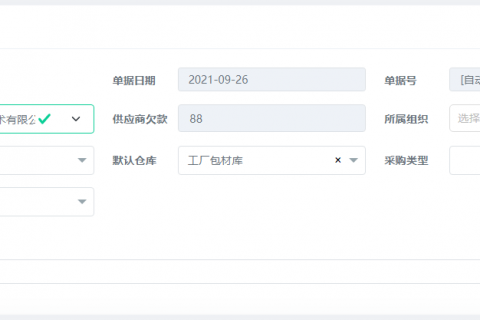 单据日期 2021-09-26 单据号 [自动
术有限公 供应商欠款 88 所属组织 选择
默认仓库 工厂包材库 × 采购类型